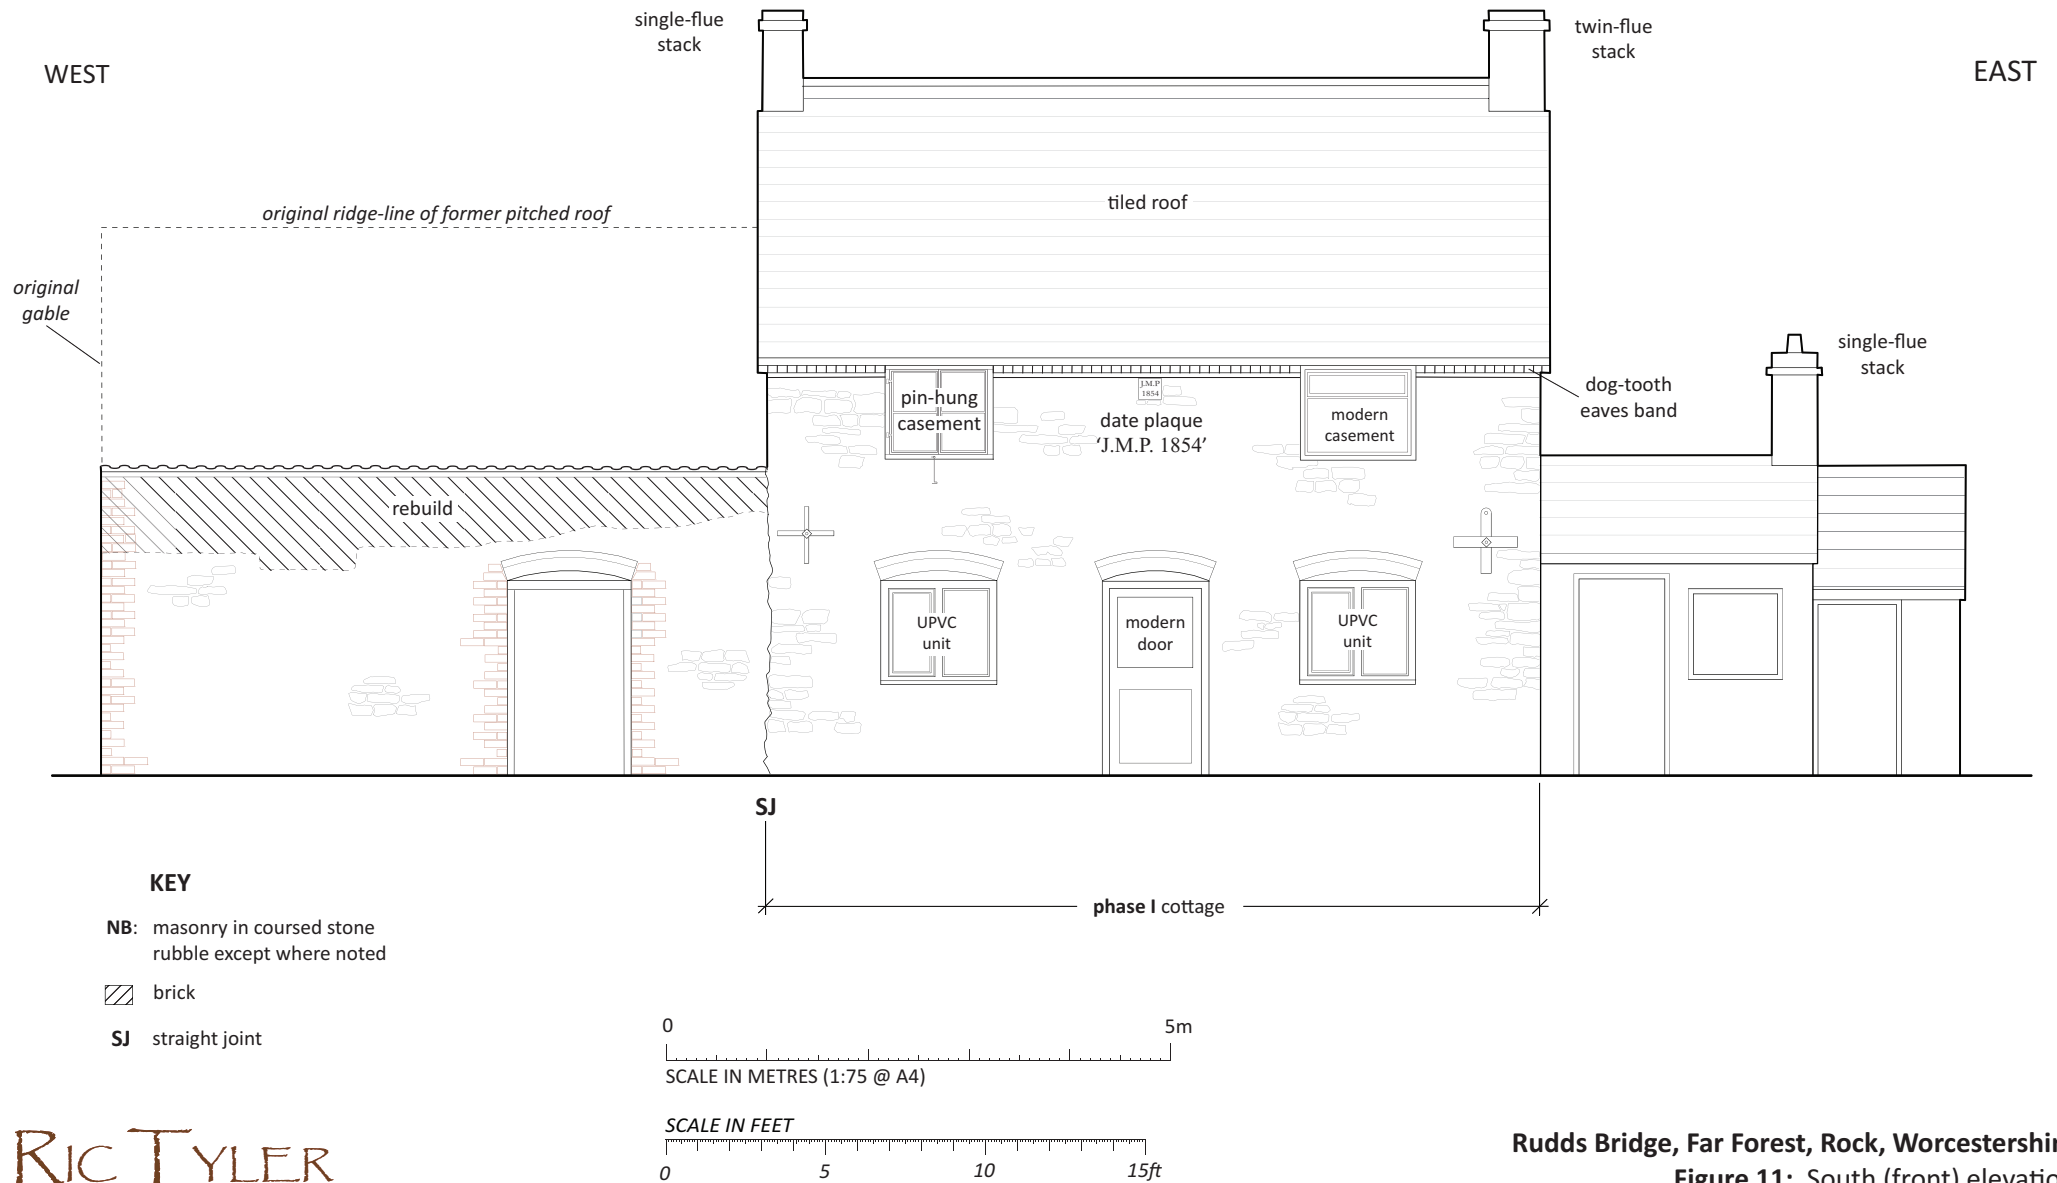 single-flue
stack
twin-flue
stack
WEST
EAST
original ridge-line of former pitched roof
tiled roof
original
gable
single-flue
stack
dog-tooth
eaves band
pin-hung
casement
J.M.P
1854
date plaque
'J.M.P. 1854'
modern
casement
rebuild
UPVC
unit
modern
door
UPVC
unit
SJ
phase I cottage
KEY
NB: masonry in coursed stone
rubble except where noted
brick
SJ straight joint
0 5m
SCALE IN METRES (1:75 @ A4)
SCALE IN FEET
0 5 10 15ft
RIC TYLER
Rudds Bridge, Far Forest, Rock, Worcestershir
Figure 11: South (front) elevatio